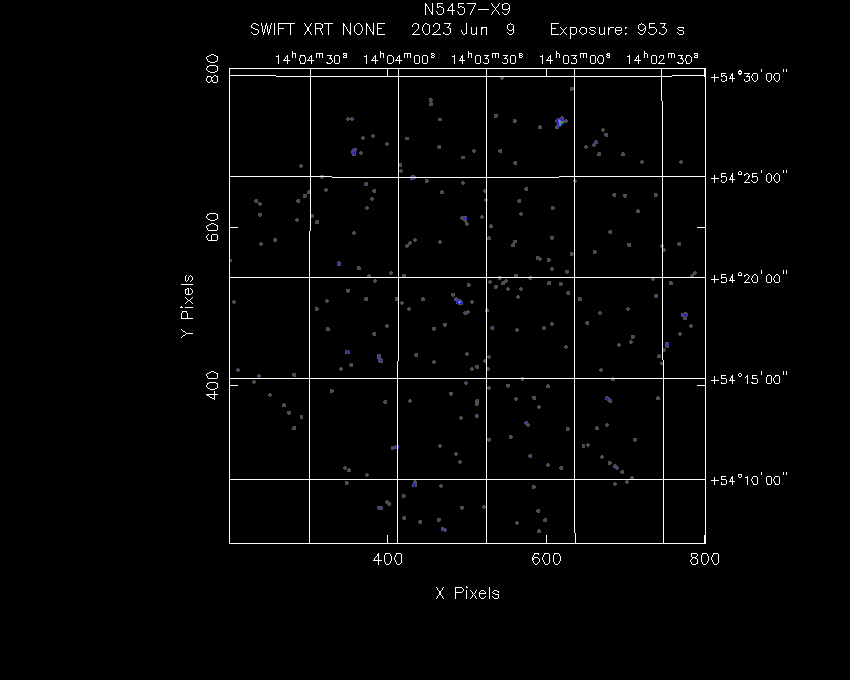 N5457-X9
SWIFT XRT NONE 2023 Jun 9 Exposure: 953 s
14h04m30s 14h04m00s 14h03m30s 14h03m00s 14h02m30s
800
+54°30'00"
+54°25'00"
600
+54°20'00"
Y Pixels
400
+54°15'00"
+54°10'00"
400 600 800
X Pixels